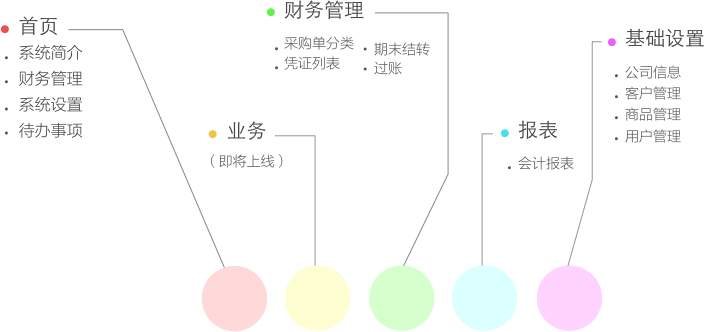 首页
系统简介
财务管理
系统设置
待办事项
业务
（即将上线）
财务管理
采购单分类
凭证列表
期末结转
过账
报表
会计报表
基础设置
公司信息
客户管理
商品管理
用户管理